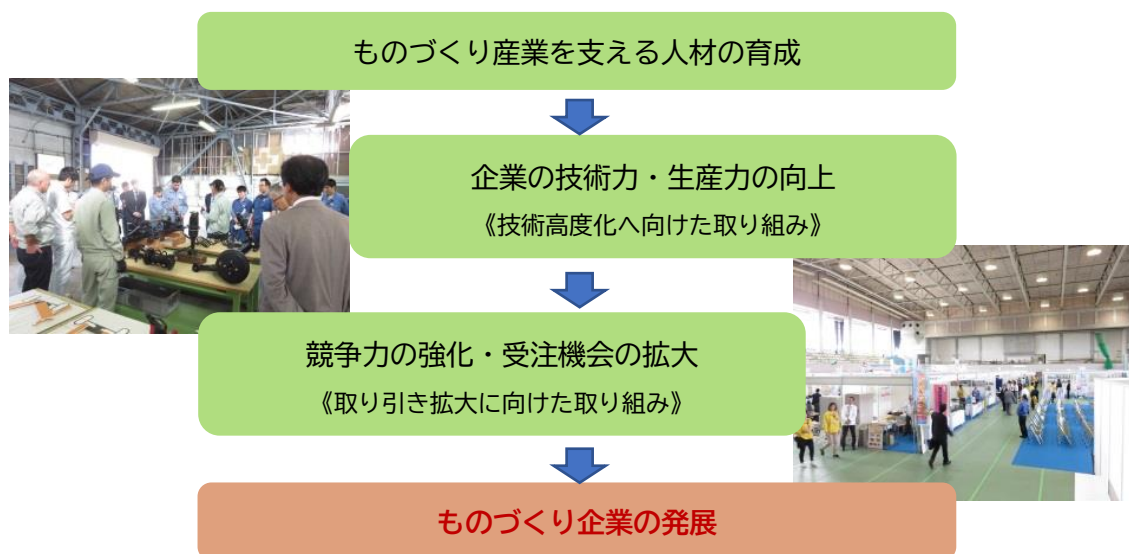 ものづくり産業を支える人材の育成
企業の技術力・生産力の向上
《技術高度化へ向けた取り組み》
競争力の強化・受注機会の拡大
《取り引き拡大に向けた取り組み》
ものづくり企業の発展